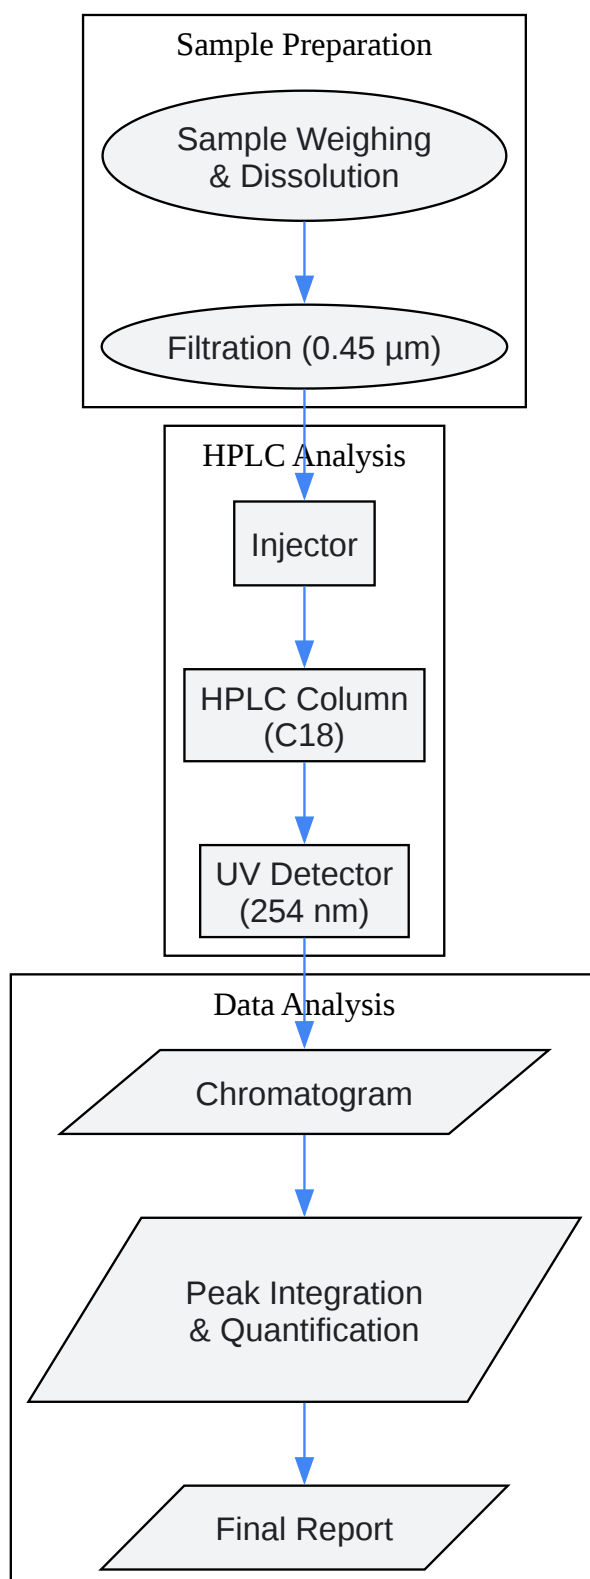 Sample Preparation
Sample Weighing
& Dissolution
Filtration (0.45 µm)
HPLC Analysis
Injector
HPLC Column
(C18)
UV Detector
(254 nm)
Data Analysis
Chromatogram
Peak Integration
& Quantification
Final Report